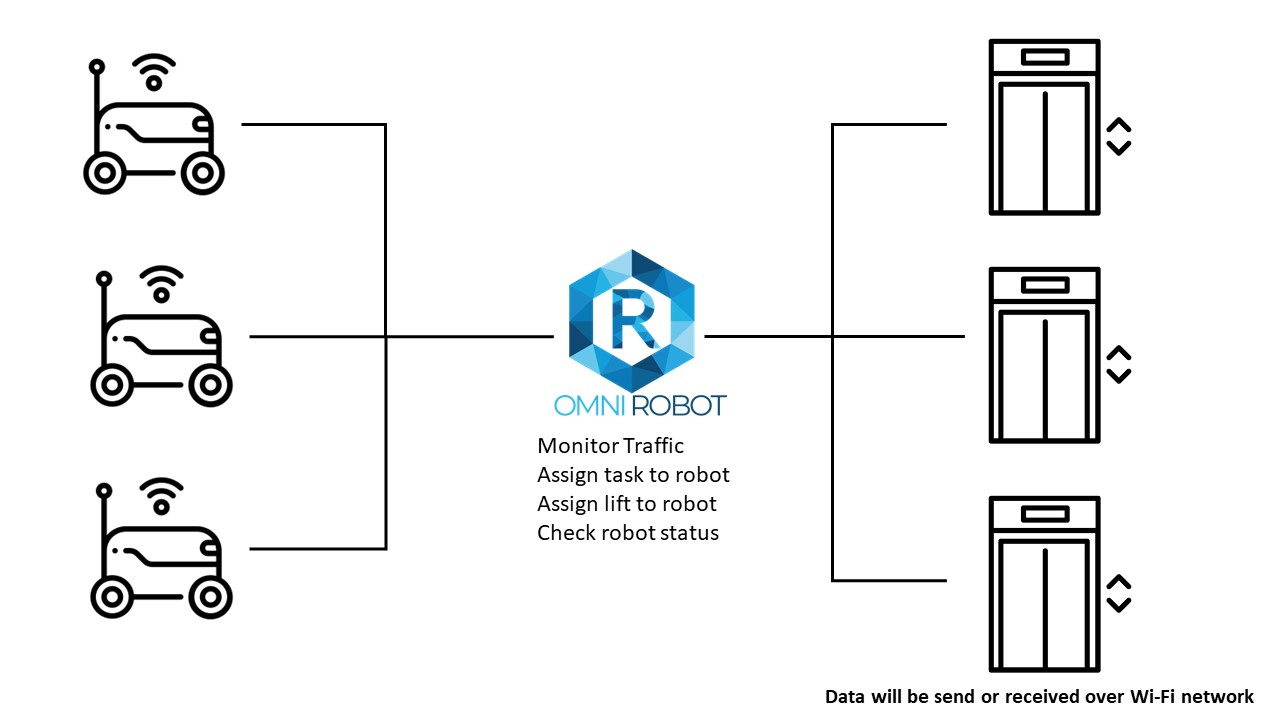 R
OMNI ROBOT
Monitor Traffic
Assign task to robot
Assign lift to robot
Check robot status
Data will be send or received over Wi-Fi network